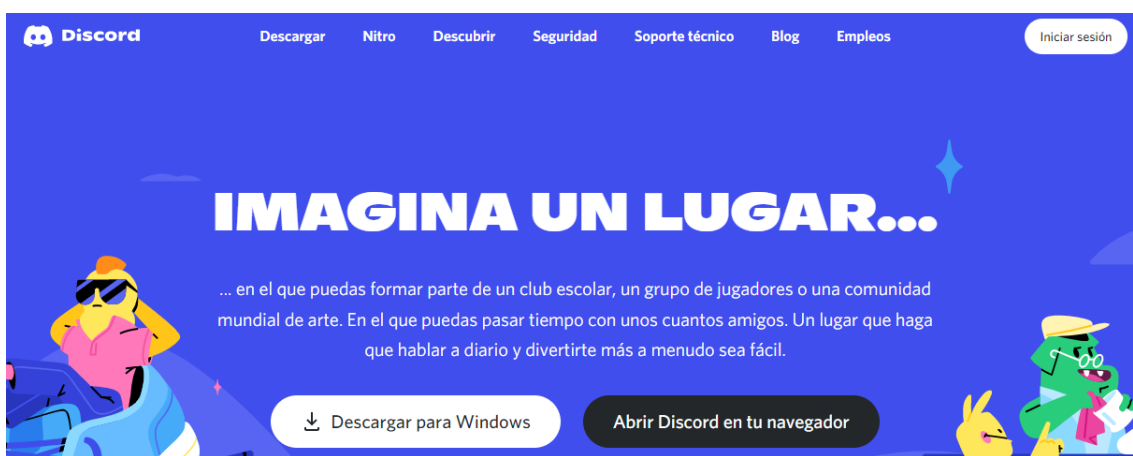 Discord Descargar Nitro Descubrir Seguridad Soporte técnico Blog Empleos Iniciar sesión
IMAGINA UN LUGAR...
... en el que puedas formar parte de un club escolar, un grupo de jugadores o una comunidad
mundial de arte. En el que puedas pasar tiempo con unos cuantos amigos. Un lugar que haga
que hablar a diario y divertirte más a menudo sea fácil.
Descargar para Windows Abrir Discord en tu navegador